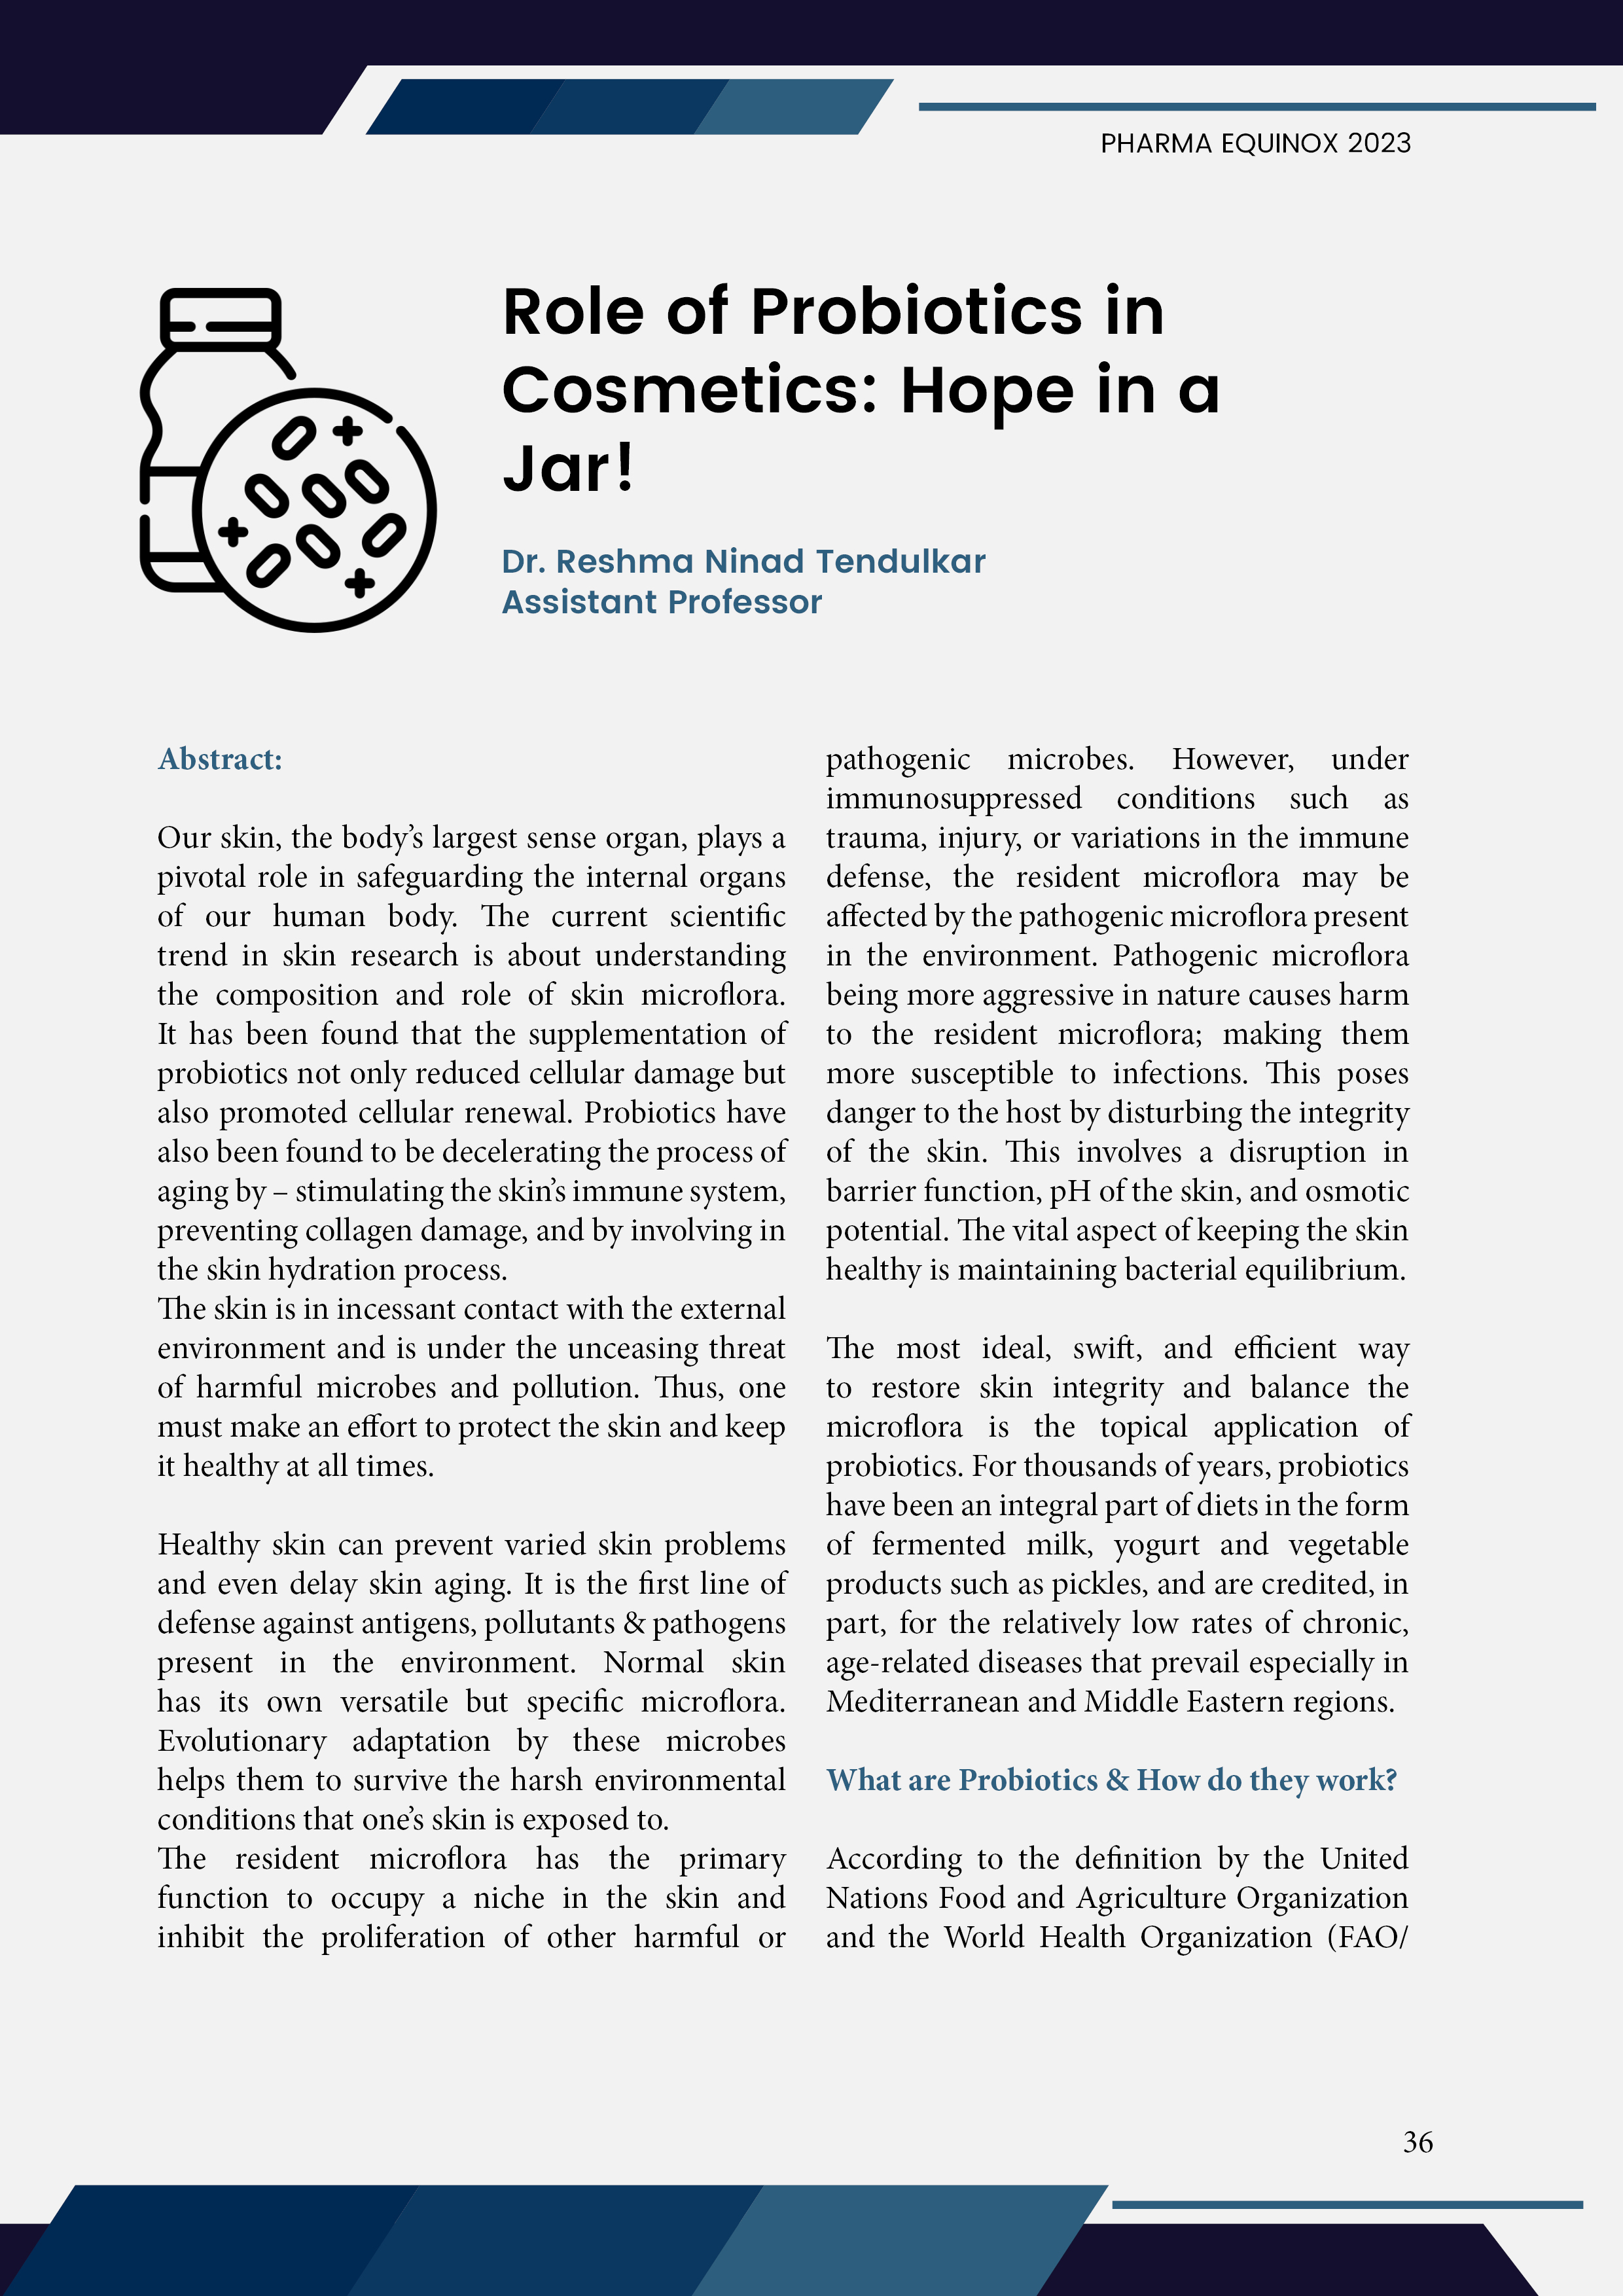 PHARMA EQUINOX 2023
Role of Probiotics in
Cosmetics: Hope in a
Jar!
Dr. Reshma Ninad Tendulkar
Assistant Professor
Abstract:
Our skin, the body’s largest sense organ, plays a
pivotal role in safeguarding the internal organs
of our human body. The current scientific
trend in skin research is about understanding
the composition and role of skin microflora.
It has been found that the supplementation of
probiotics not only reduced cellular damage but
also promoted cellular renewal. Probiotics have
also been found to be decelerating the process of
aging by – stimulating the skin’s immune system,
preventing collagen damage, and by involving in
the skin hydration process.
The skin is in incessant contact with the external
environment and is under the unceasing threat
of harmful microbes and pollution. Thus, one
must make an effort to protect the skin and keep
it healthy at all times.
Healthy skin can prevent varied skin problems
and even delay skin aging. It is the first line of
defense against antigens, pollutants & pathogens
present in the environment. Normal skin
has its own versatile but specific microflora.
Evolutionary adaptation by these microbes
helps them to survive the harsh environmental
conditions that one’s skin is exposed to.
The resident microflora has the primary
function to occupy a niche in the skin and
inhibit the proliferation of other harmful or
pathogenic microbes. However, under
immunosuppressed conditions such as
trauma, injury, or variations in the immune
defense, the resident microflora may be
affected by the pathogenic microflora present
in the environment. Pathogenic microflora
being more aggressive in nature causes harm
to the resident microflora; making them
more susceptible to infections. This poses
danger to the host by disturbing the integrity
of the skin. This involves a disruption in
barrier function, pH of the skin, and osmotic
potential. The vital aspect of keeping the skin
healthy is maintaining bacterial equilibrium.
The most ideal, swift, and efficient way
to restore skin integrity and balance the
microflora is the topical application of
probiotics. For thousands of years, probiotics
have been an integral part of diets in the form
of fermented milk, yogurt and vegetable
products such as pickles, and are credited, in
part, for the relatively low rates of chronic,
age-related diseases that prevail especially in
Mediterranean and Middle Eastern regions.
What are Probiotics & How do they work?
According to the definition by the United
Nations Food and Agriculture Organization
and the World Health Organization (FAO/
36